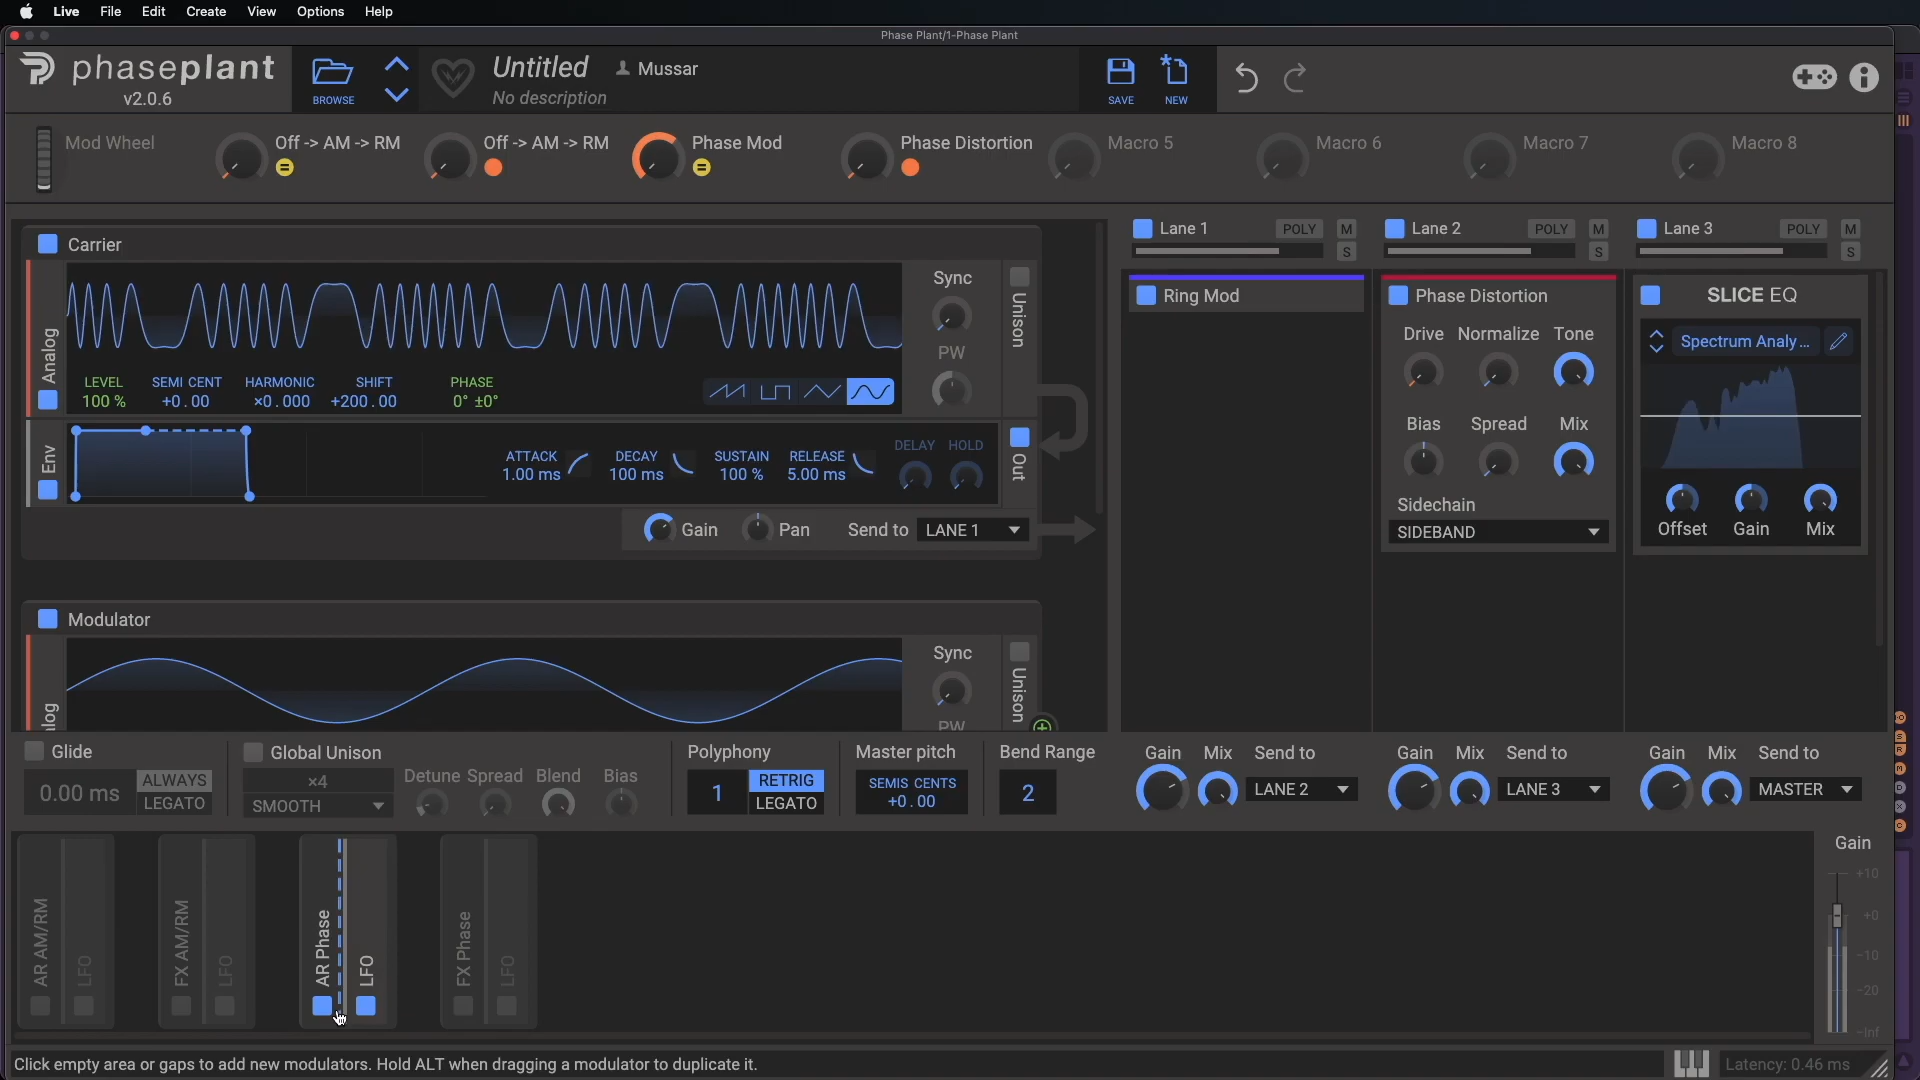 Live File Edit Create View Options Help
Phase Plant/1-Phase Plant
phaseplant
v2.0.6
BROWSE
Untitled
Mussar
No description
SAVE
NEW
Mod Wheel
Off -> AM -> RM
Off -> AM -> RM
Phase Mod
Phase Distortion
Macro 5
Macro 6
Macro 7
Macro 8
Carrier
Analog
LEVEL
100 %
SEMI CENT
+0.00
HARMONIC
×0.000
SHIFT
+200.00
PHASE
0° ±0°
Sync
PW
Unison
Env
ATTACK
1.00 ms
DECAY
100 ms
SUSTAIN
100 %
RELEASE
5.00 ms
DELAY
HOLD
Out
Gain
Pan
Send to
LANE 1
Modulator
Sync
PW
Unison
Lane 1
POLY
M
S
Ring Mod
Lane 2
POLY
M
S
Phase Distortion
Drive
Normalize
Tone
Bias
Spread
Mix
Sidechain
SIDEBAND
Lane 3
POLY
M
S
SLICE EQ
Spectrum Analy...
Offset
Gain
Mix
Glide
0.00 ms
ALWAYS
LEGATO
Global Unison
×4
SMOOTH
Detune
Spread
Blend
Bias
Polyphony
1
RETRIG
LEGATO
Master pitch
SEMIS CENTS
+0.00
Bend Range
2
Gain
Mix
Send to
LANE 2
Gain
Mix
Send to
LANE 3
Gain
Mix
Send to
MASTER
AR AM/RM
LFO
FX AM/RM
LFO
AR Phase
LFO
FX Phase
LFO
Gain
+10
+0
-10
-20
-Inf
Click empty area or gaps to add new modulators. Hold ALT when dragging a modulator to duplicate it.
Latency: 0.46 ms